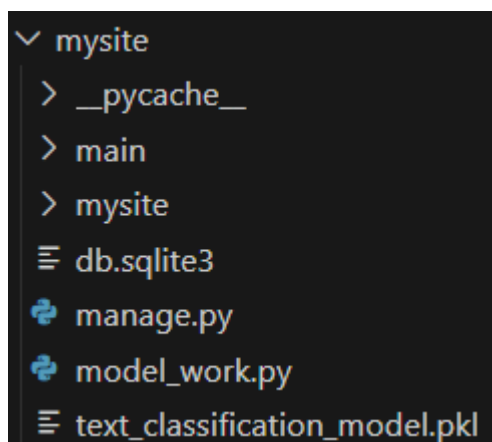 mysite
__pycache__
main
mysite
db.sqlite3
manage.py
model_work.py
text_classification_model.pkl